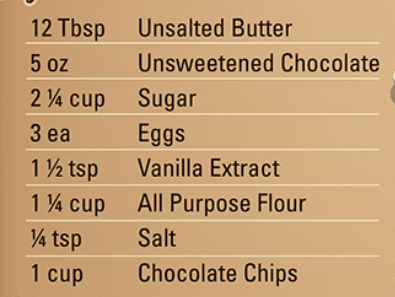 12 Tbsp Unsalted Butter
5 oz Unsweetened Chocolate
2 ¼ cup Sugar
3 ea Eggs
1 ½ tsp Vanilla Extract
1 ¼ cup All Purpose Flour
¼ tsp Salt
1 cup Chocolate Chips